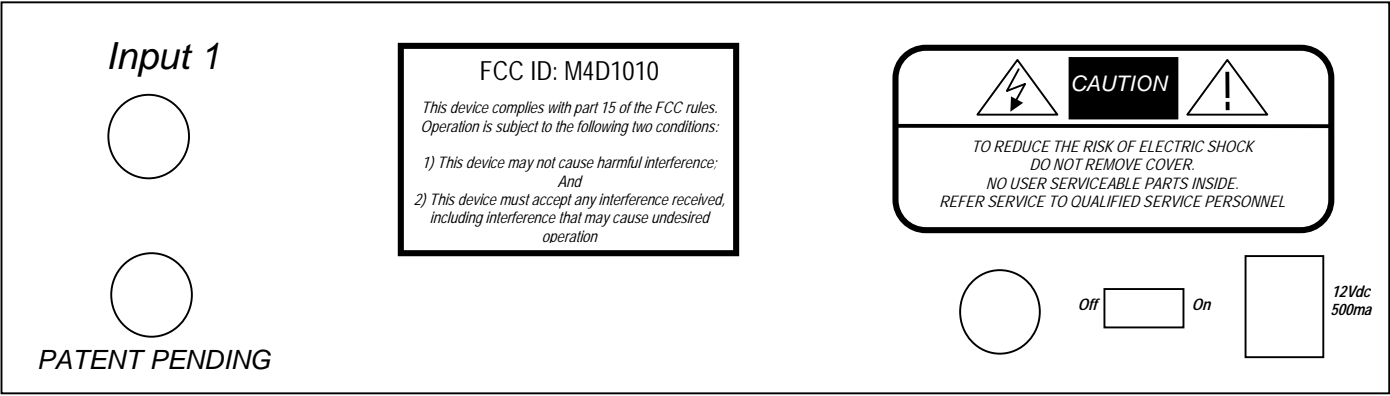 Input 1
PATENT PENDING
FCC ID: M4D1010
This device complies with part 15 of the FCC rules.
Operation is subject to the following two conditions:
1) This device may not cause harmful interference;
And
2) This device must accept any interference received,
including interference that may cause undesired
operation
CAUTION
TO REDUCE THE RISK OF ELECTRIC SHOCK
DO NOT REMOVE COVER.
NO USER SERVICEABLE PARTS INSIDE.
REFER SERVICE TO QUALIFIED SERVICE PERSONNEL
Off
On
12Vdc
500ma